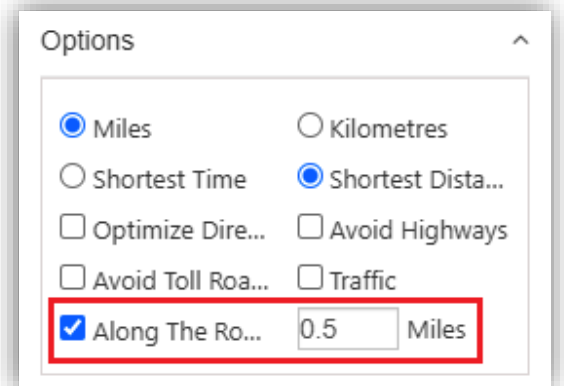 Options
Miles Kilometres
Shortest Time Shortest Dista...
Optimize Dire... Avoid Highways
Avoid Toll Roa... Traffic
Along The Ro... 0.5 Miles